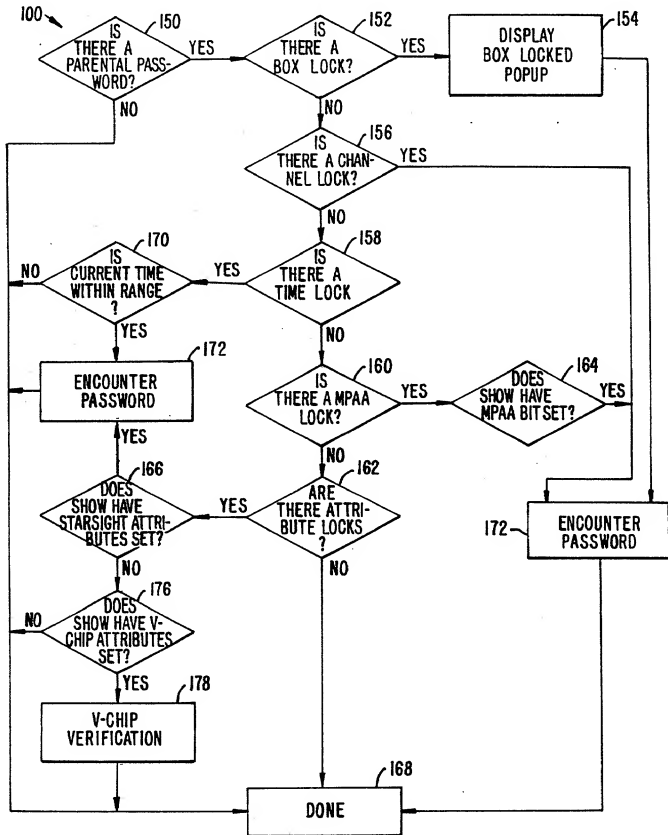 100
150
IS
THERE A
PARENTAL PASS-
WORD?
YES
NO
152
IS
THERE A
BOX LOCK?
YES
NO
154
DISPLAY
BOX LOCKED
POPUP
156
IS
THERE A CHAN-
NEL LOCK?
YES
NO
158
IS
THERE A
TIME LOCK
YES
NO
170
IS
CURRENT TIME
WITHIN RANGE
?
NO
YES
172
ENCOUNTER
PASSWORD
160
IS
THERE A MPAA
LOCK?
YES
NO
164
DOES
SHOW HAVE
MPAA BIT SET?
YES
162
ARE
THERE ATTRI-
BUTE LOCKS
?
YES
NO
166
DOES
SHOW HAVE
STARSIGHT ATTRI-
BUTES SET?
YES
NO
172
ENCOUNTER
PASSWORD
176
DOES
SHOW HAVE V-
CHIP ATTRIBUTES
SET?
NO
YES
178
V-CHIP
VERIFICATION
168
DONE